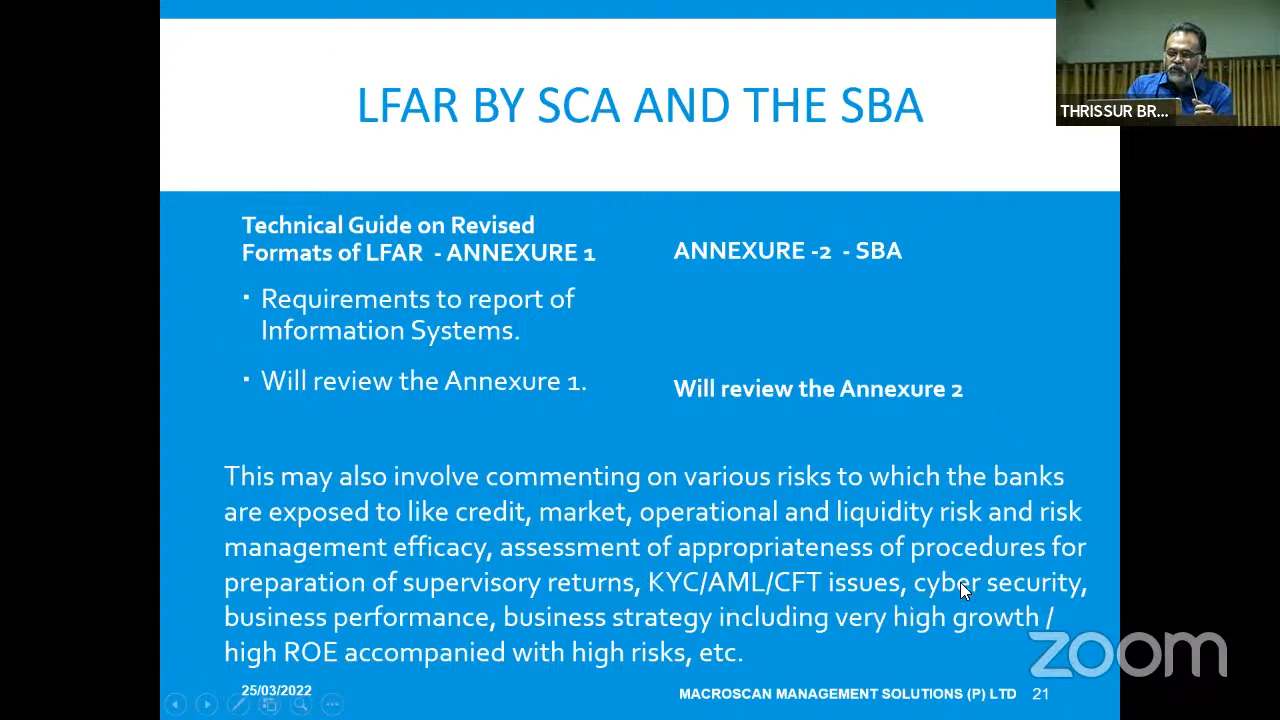 LFAR BY SCA AND THE SBA
THRISSUR BR...
Technical Guide on Revised
Formats of LFAR - ANNEXURE 1
▪ Requirements to report of
Information Systems.
▪ Will review the Annexure 1.
ANNEXURE -2 - SBA
Will review the Annexure 2
This may also involve commenting on various risks to which the banks
are exposed to like credit, market, operational and liquidity risk and risk
management efficacy, assessment of appropriateness of procedures for
preparation of supervisory returns, KYC/AML/CFT issues, cyber security,
business performance, business strategy including very high growth /
high ROE accompanied with high risks, etc.
zoom
25/03/2022
MACROSCAN MANAGEMENT SOLUTIONS (P) LTD 21